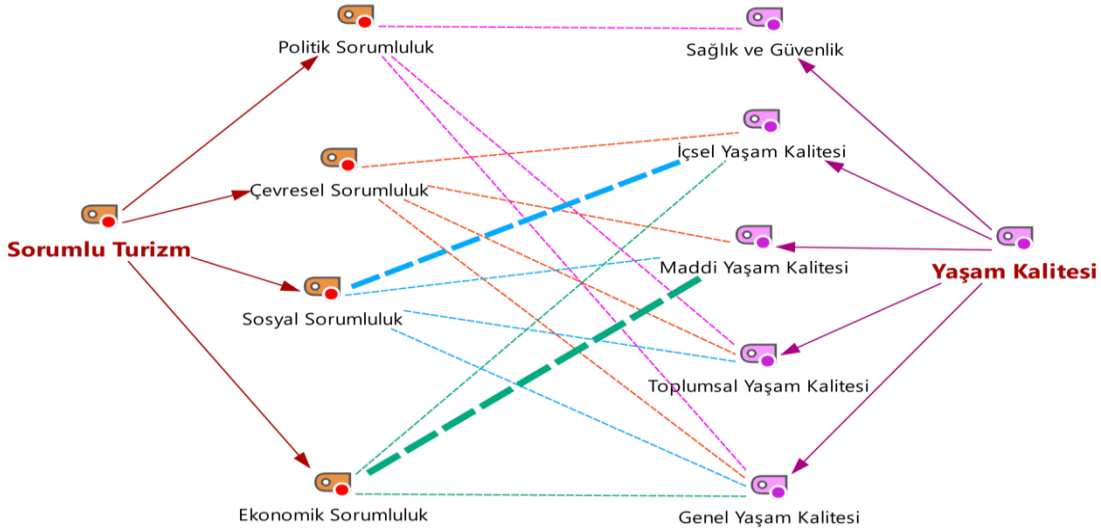 Politik Sorumluluk
Sağlık ve Güvenlik
Çevresel Sorumluluk
İçsel Yaşam Kalitesi
Sorumlu Turizm
Maddi Yaşam Kalitesi
Yaşam Kalitesi
Sosyal Sorumluluk
Toplumsal Yaşam Kalitesi
Ekonomik Sorumluluk
Genel Yaşam Kalitesi